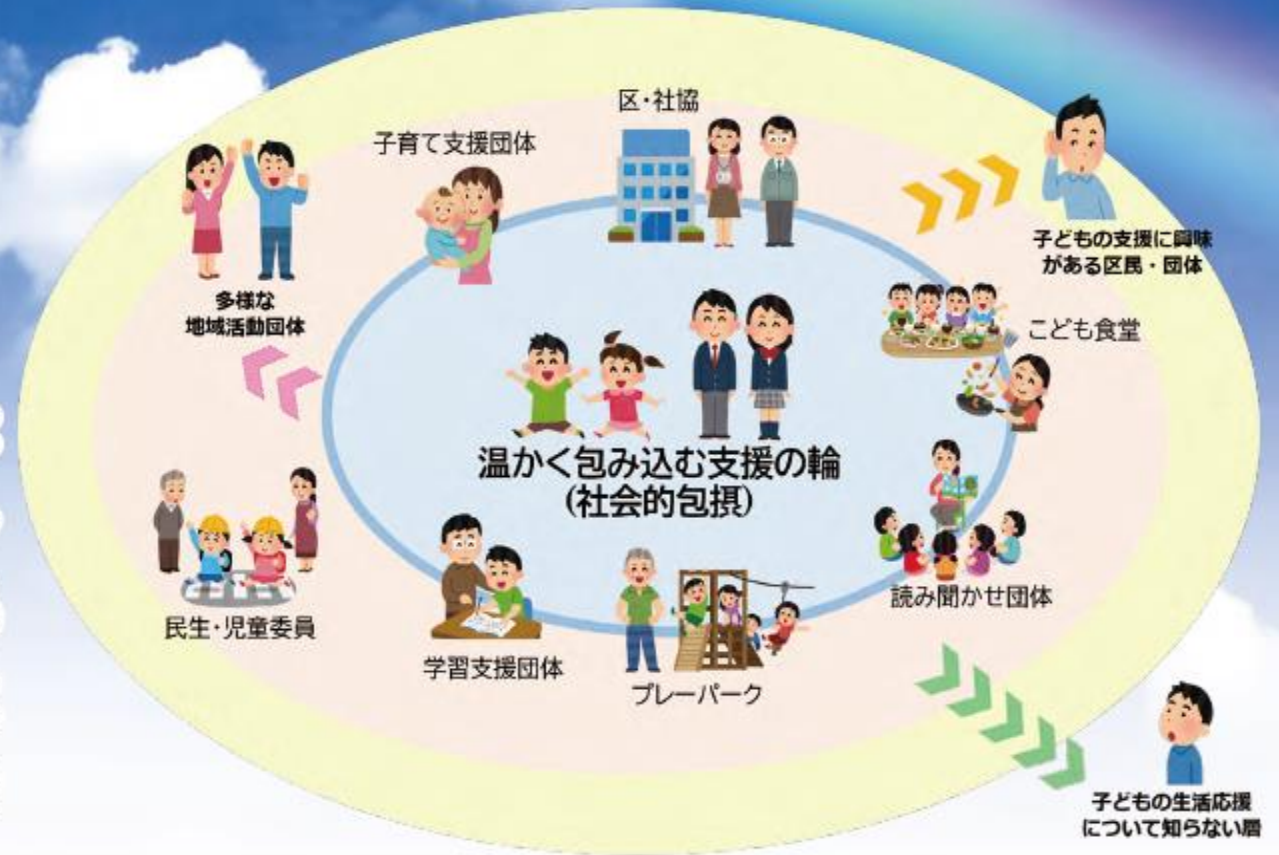 区・社協
子育て支援団体
多様な
地域活動団体
子どもの支援に興味
がある区民・団体
こども食堂
温かく包み込む支援の輪
(社会的包摂)
読み聞かせ団体
民生・児童委員
学習支援団体
プレーパーク
子どもの生活応援
について知らない層